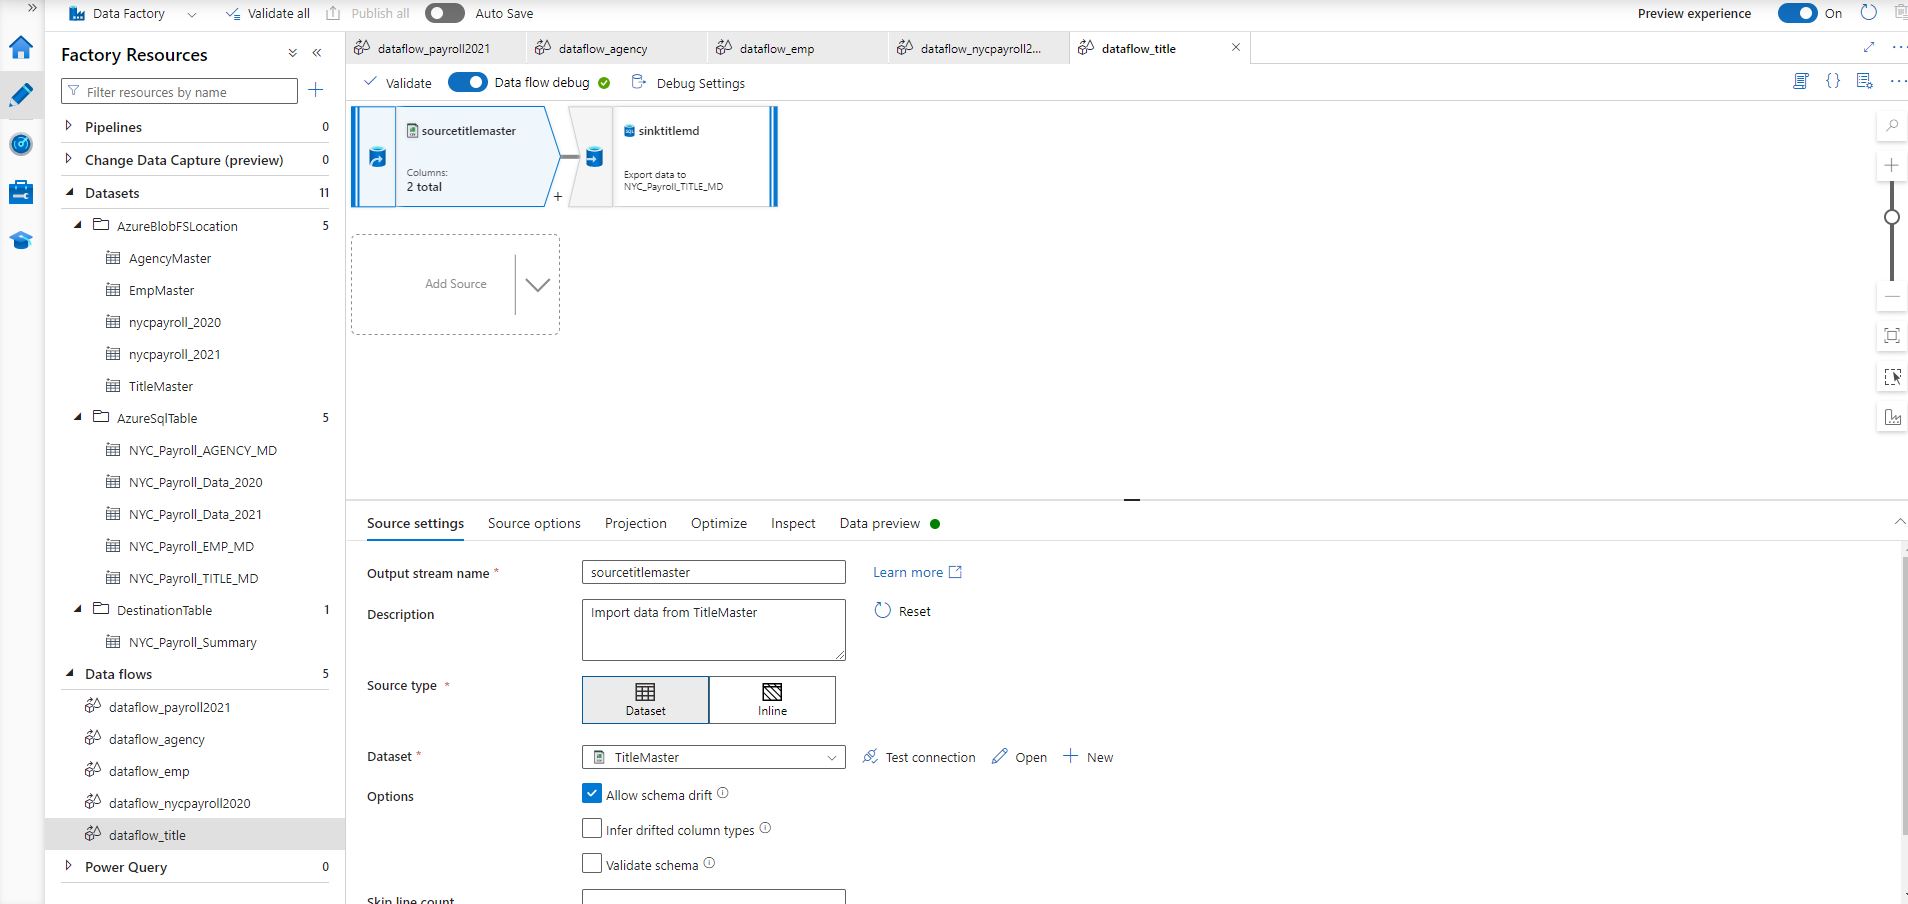 Data Factory
Validate all
Publish all
Auto Save
Preview experience
On
Factory Resources
Filter resources by name
Pipelines 0
Change Data Capture (preview) 0
Datasets 11
AzureBlobFSLocation 5
AgencyMaster
EmpMaster
nycpayroll_2020
nycpayroll_2021
TitleMaster
AzureSqlTable 5
NYC_Payroll_AGENCY_MD
NYC_Payroll_Data_2020
NYC_Payroll_Data_2021
NYC_Payroll_EMP_MD
NYC_Payroll_TITLE_MD
DestinationTable 1
NYC_Payroll_Summary
Data flows 5
dataflow_payroll2021
dataflow_agency
dataflow_emp
dataflow_nycpayroll2020
dataflow_title
Power Query 0
dataflow_payroll2021
dataflow_agency
dataflow_emp
dataflow_nycpayroll2...
dataflow_title
Validate
Data flow debug
Debug Settings
sourcetitlemaster
Columns:
2 total
+
sinktitlemd
Export data to
NYC_Payroll_TITLE_MD
Add Source
Source settings
Source options
Projection
Optimize
Inspect
Data preview
Output stream name *
sourcetitlemaster
Learn more
Description
Import data from TitleMaster
Reset
Source type *
Dataset
Inline
Dataset *
TitleMaster
Test connection
Open
New
Options
Allow schema drift
Infer drifted column types
Validate schema
Skip line count